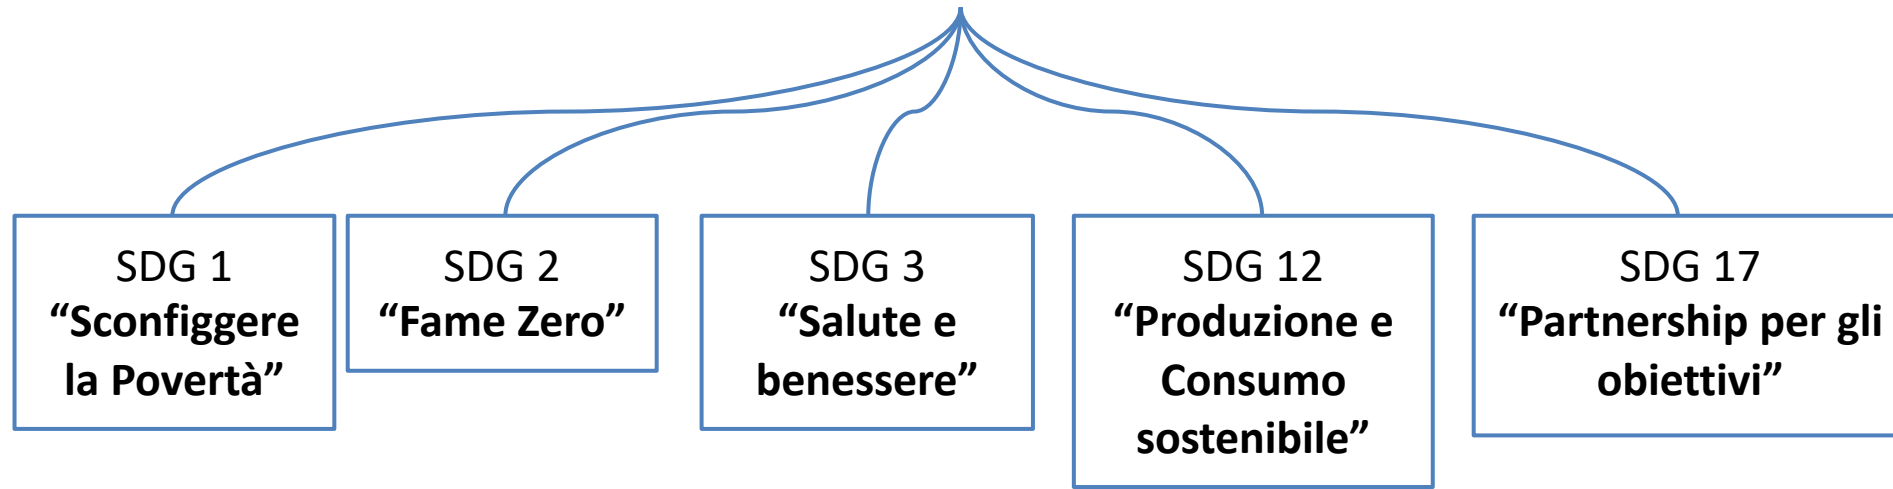 SDG 1
“Sconfiggere
la Povertà”
SDG 2
“Fame Zero”
SDG 3
“Salute e
benessere”
SDG 12
“Produzione e
Consumo
sostenibile”
SDG 17
“Partnership per gli
obiettivi”